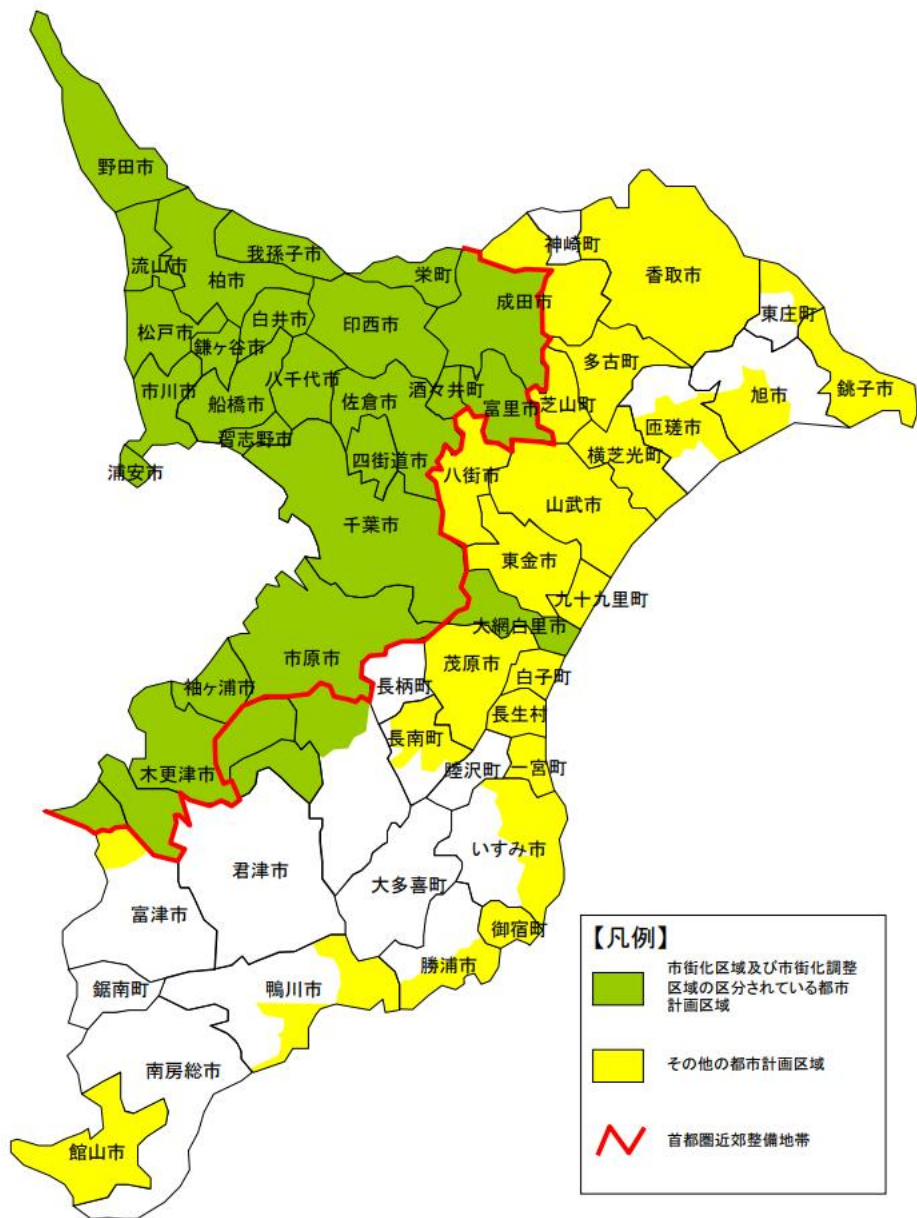 野田市
流山市
柏市
我孫子市
栄町
成田市
神崎町
香取市
東庄町
松戸市
鎌ヶ谷市
白井市
印西市
多古町
市川市
船橋市
八千代市
佐倉市
酒々井町
富里市
芝山町
匝瑳市
旭市
銚子市
浦安市
習志野市
四街道市
八街市
横芝光町
千葉市
山武市
東金市
九十九里町
大網白里市
市原市
長柄町
茂原市
白子町
袖ヶ浦市
長南町
長生村
木更津市
睦沢町
一宮町
君津市
大多喜町
いすみ市
富津市
御宿町
勝浦市
鋸南町
鴨川市
南房総市
館山市
【凡例】
市街化区域及び市街化調整
区域の区分されている都市
計画区域
その他の都市計画区域
首都圏近郊整備地帯